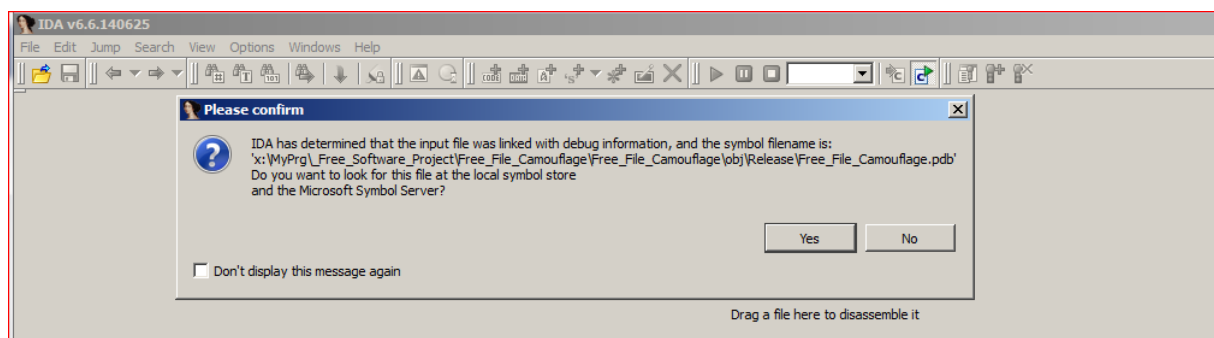 IDA v6.6.140625
File Edit Jump Search View Options Windows Help
Please confirm
IDA has determined that the input file was linked with debug information, and the symbol filename is:
'x:\MyPrg\_Free_Software_Project\Free_File_Camouflage\Free_File_Camouflage\obj\Release\Free_File_Camouflage.pdb'
Do you want to look for this file at the local symbol store
and the Microsoft Symbol Server?
Yes No
Don't display this message again
Drag a file here to disassemble it